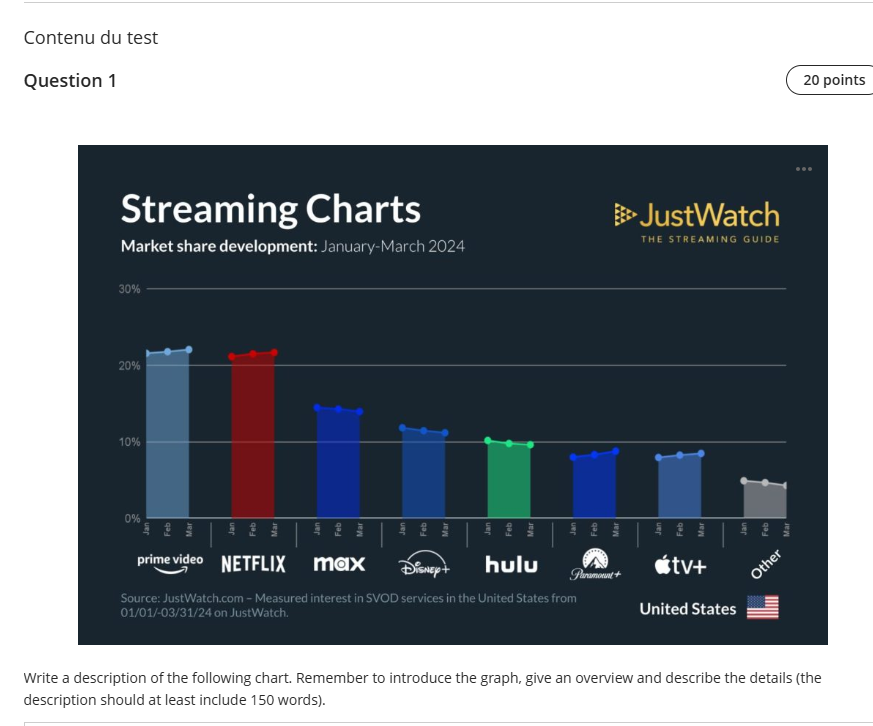 Contenu du test
Question 1
20 points
Streaming Charts
JustWatch
THE STREAMING GUIDE
Market share development: January-March 2024
30%
20%
10%
0%
Jan Feb Mar Jan Feb Mar Jan Feb Mar Jan Feb Mar Jan Feb Mar Jan Feb Mar Jan Feb Mar Jan Feb Mar
prime video NETFLIX max Disney+ hulu Paramount+ tv+ Other
Source: JustWatch.com – Measured interest in SVOD services in the United States from
01/01/-03/31/24 on JustWatch.
United States
Write a description of the following chart. Remember to introduce the graph, give an overview and describe the details (the
description should at least include 150 words).